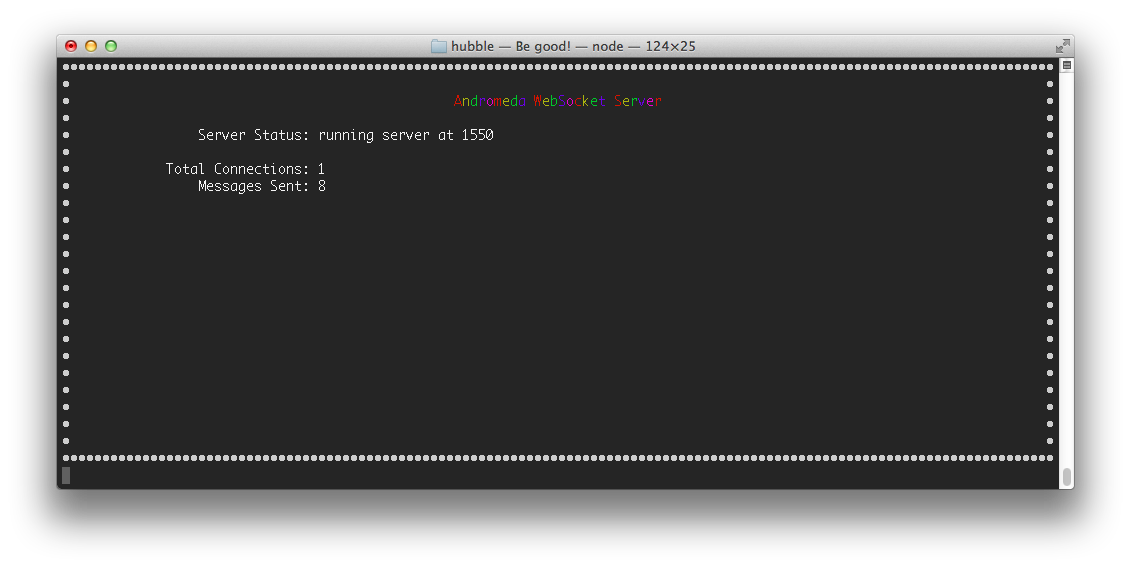 hubble — Be good! — node — 124×25
Andromeda WebSocket Server
Server Status: running server at 1550
Total Connections: 1
Messages Sent: 8